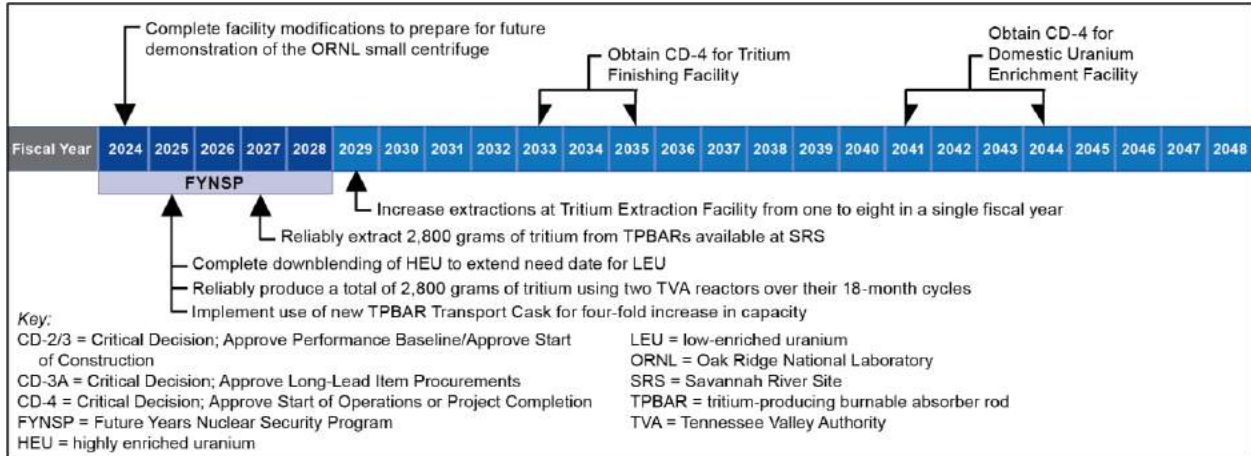 Complete facility modifications to prepare for future
demonstration of the ORNL small centrifuge
Obtain CD-4 for Tritium
Finishing Facility
Obtain CD-4 for
Domestic Uranium
Enrichment Facility
Fiscal Year 2024 2025 2026 2027 2028 2029 2030 2031 2032 2033 2034 2035 2036 2037 2038 2039 2040 2041 2042 2043 2044 2045 2046 2047 2048
FYNSP
Increase extractions at Tritium Extraction Facility from one to eight in a single fiscal year
Reliably extract 2,800 grams of tritium from TPBARs available at SRS
Complete downblending of HEU to extend need date for LEU
Reliably produce a total of 2,800 grams of tritium using two TVA reactors over their 18-month cycles
Implement use of new TPBAR Transport Cask for four-fold increase in capacity
Key:
CD-2/3 = Critical Decision; Approve Performance Baseline/Approve Start
of Construction
CD-3A = Critical Decision; Approve Long-Lead Item Procurements
CD-4 = Critical Decision; Approve Start of Operations or Project Completion
FYNSP = Future Years Nuclear Security Program
HEU = highly enriched uranium
LEU = low-enriched uranium
ORNL = Oak Ridge National Laboratory
SRS = Savannah River Site
TPBAR = tritium-producing burnable absorber rod
TVA = Tennessee Valley Authority